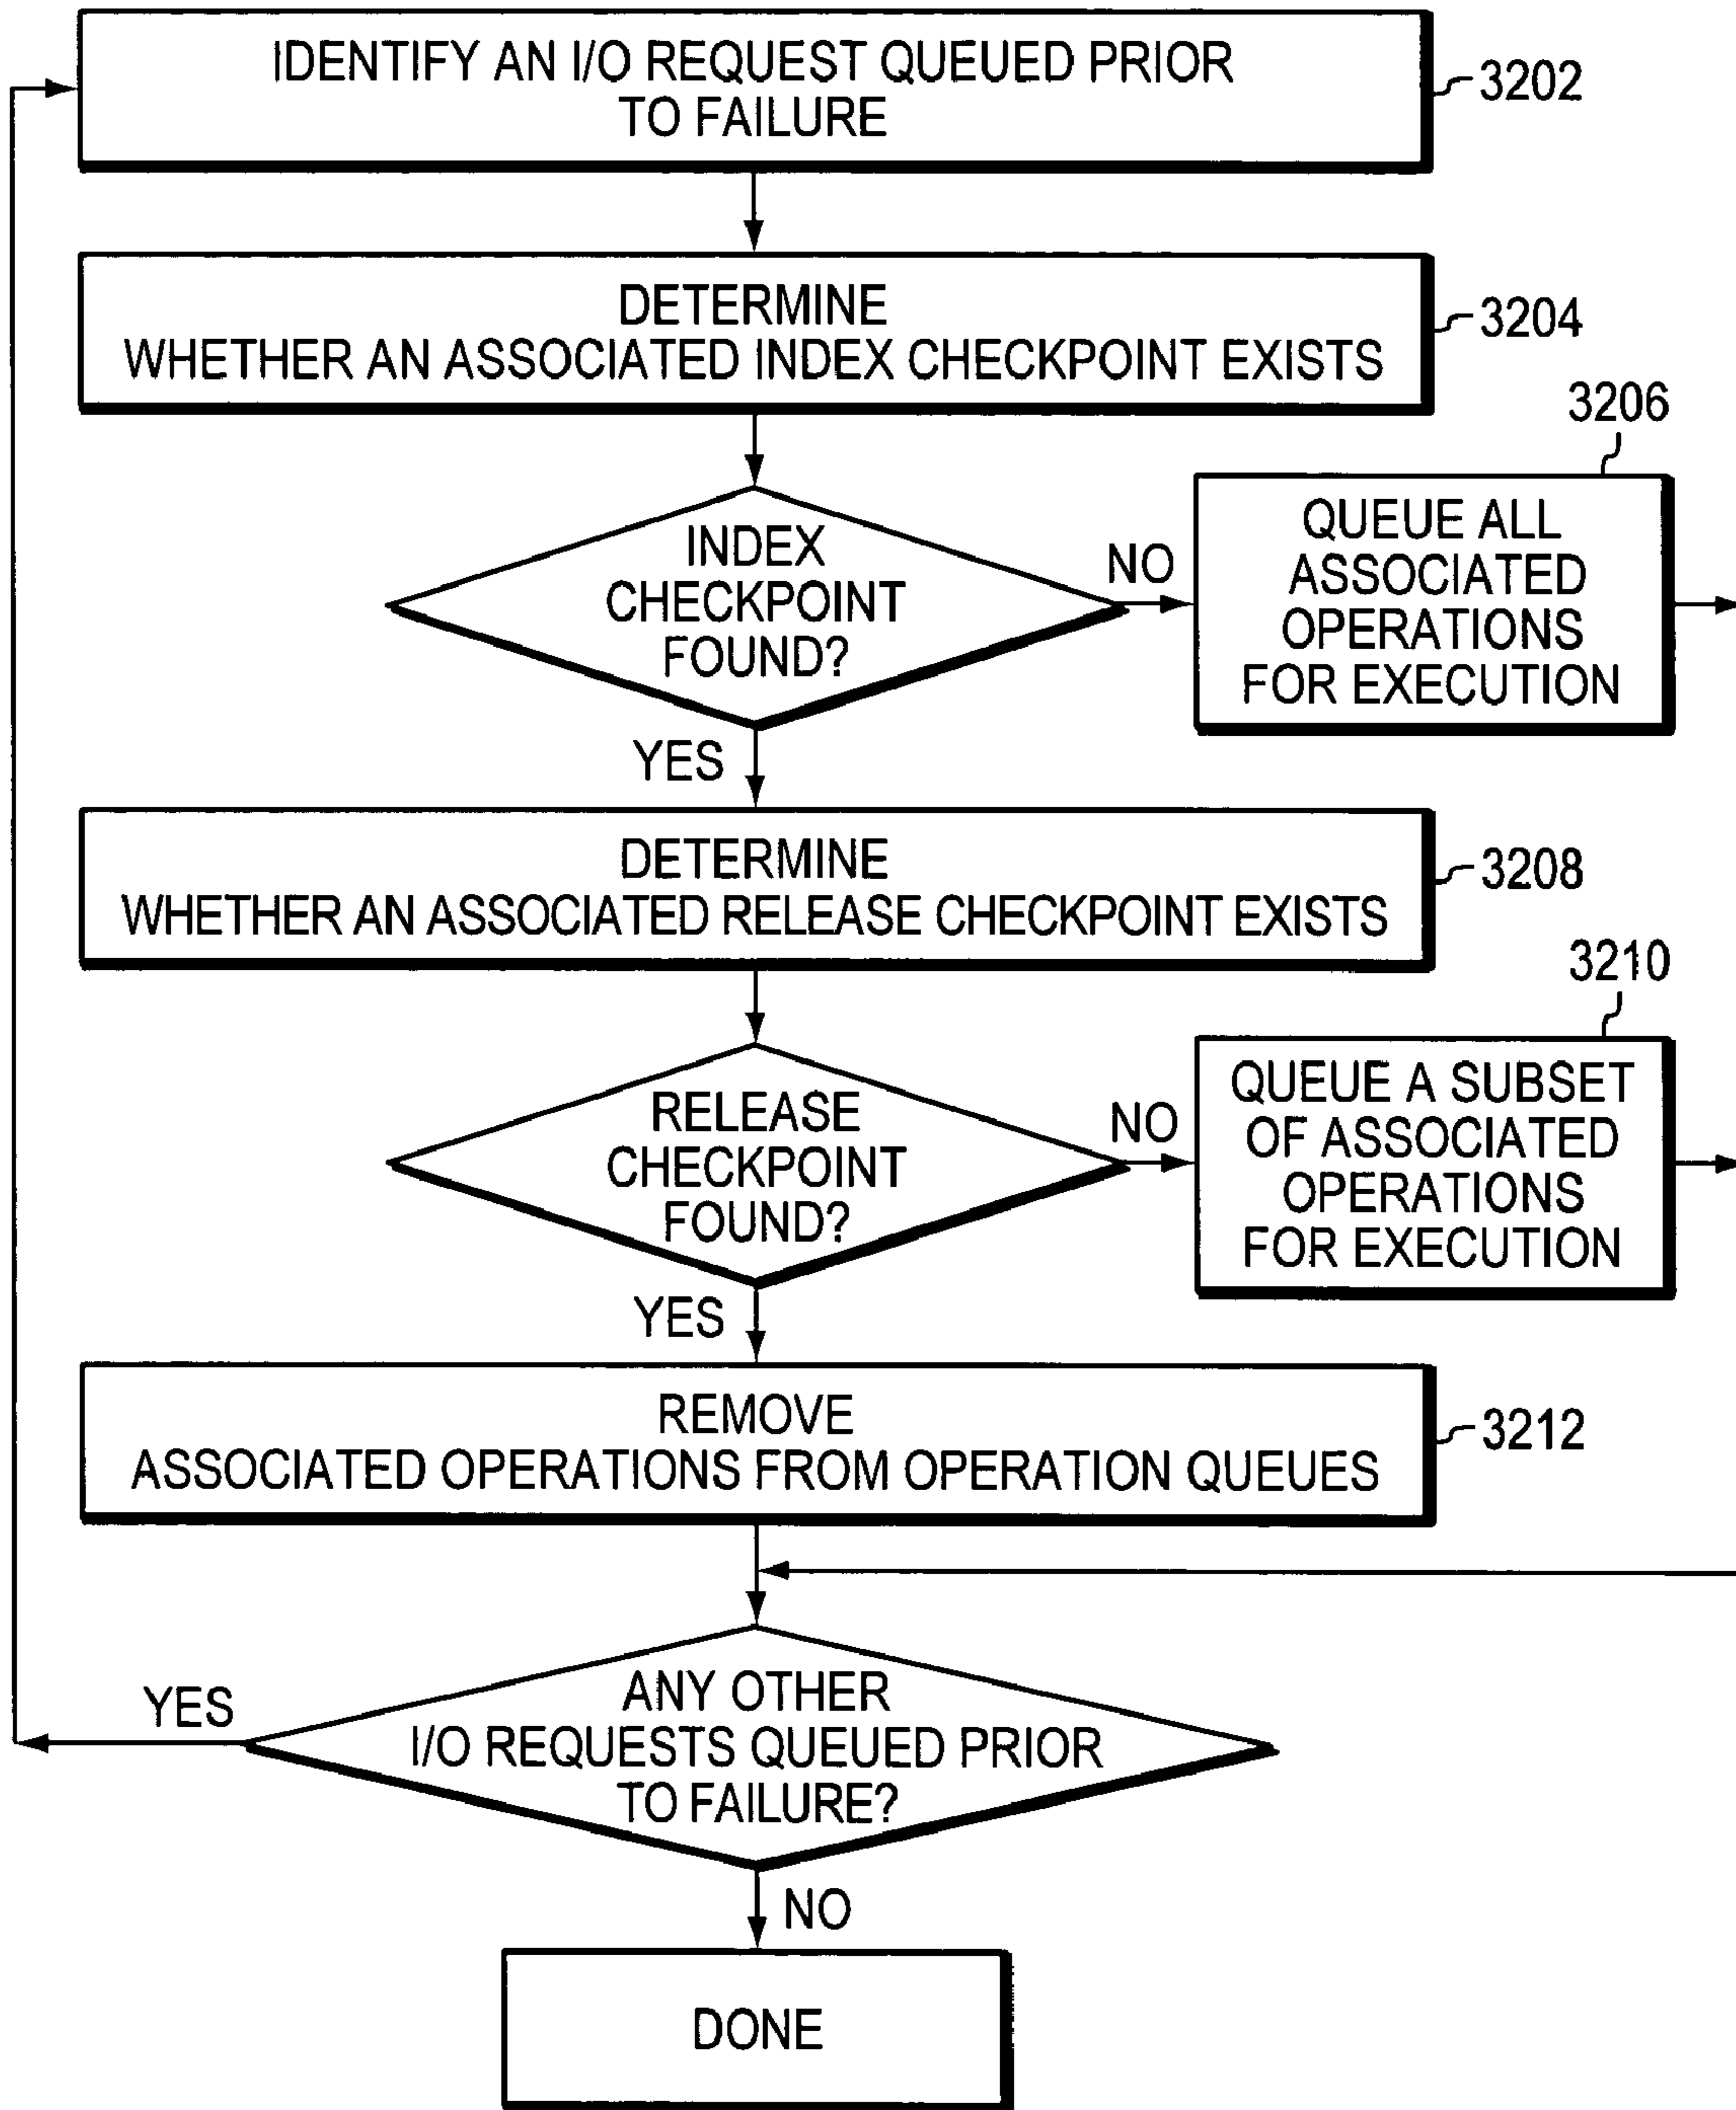 IDENTIFY AN I/O REQUEST QUEUED PRIOR
TO FAILURE
3202
DETERMINE
WHETHER AN ASSOCIATED INDEX CHECKPOINT EXISTS
3204
3206
INDEX
CHECKPOINT
FOUND?
NO
QUEUE ALL
ASSOCIATED
OPERATIONS
FOR EXECUTION
YES
DETERMINE
WHETHER AN ASSOCIATED RELEASE CHECKPOINT EXISTS
3208
3210
RELEASE
CHECKPOINT
FOUND?
NO
QUEUE A SUBSET
OF ASSOCIATED
OPERATIONS
FOR EXECUTION
YES
REMOVE
ASSOCIATED OPERATIONS FROM OPERATION QUEUES
3212
ANY OTHER
I/O REQUESTS QUEUED PRIOR
TO FAILURE?
YES
NO
DONE